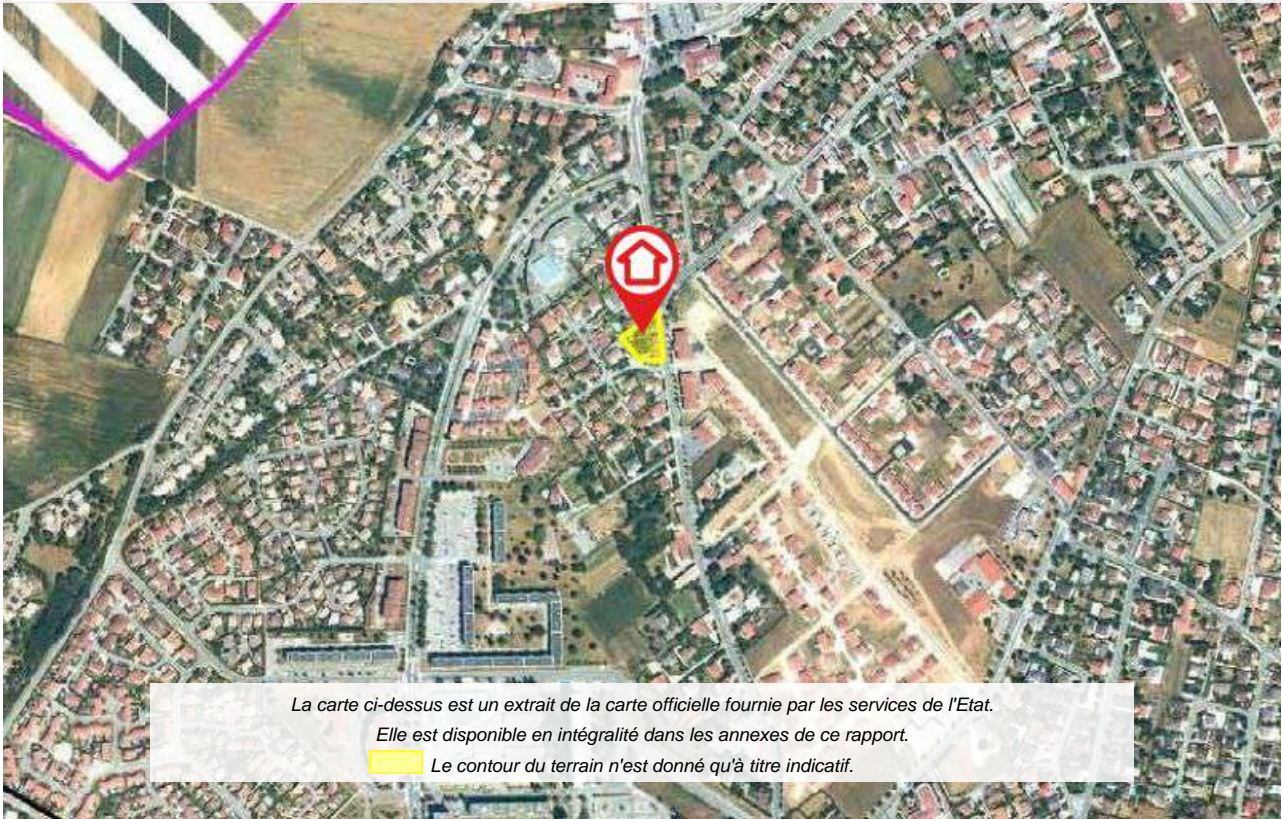 La carte ci-dessus est un extrait de la carte officielle fournie par les services de l'Etat.
Elle est disponible en intégralité dans les annexes de ce rapport.
Le contour du terrain n'est donné qu'à titre indicatif.